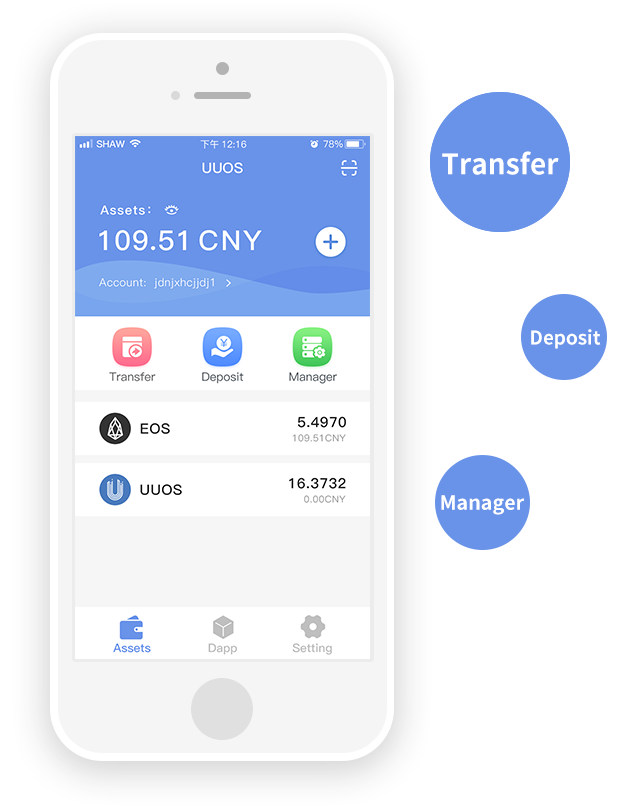 SHAW 下午 12:16 78%
UUOS
Assets:
109.51 CNY
Account: jdnjxhcjjdj1 >
Transfer Deposit Manager
EOS 5.4970
109.51CNY
UUOS 16.3732
0.00CNY
Assets Dapp Setting
Transfer
Deposit
Manager